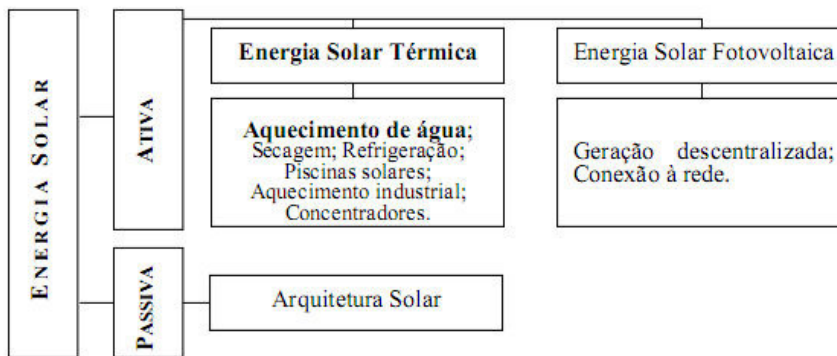 ENERGIA SOLAR
ATIVA
Energia Solar Térmica
Aquecimento de água;
Secagem; Refrigeração;
Piscinas solares;
Aquecimento industrial;
Concentradores.
Energia Solar Fotovoltaica
Geração descentralizada;
Conexão à rede.
PASSIVA
Arquitetura Solar